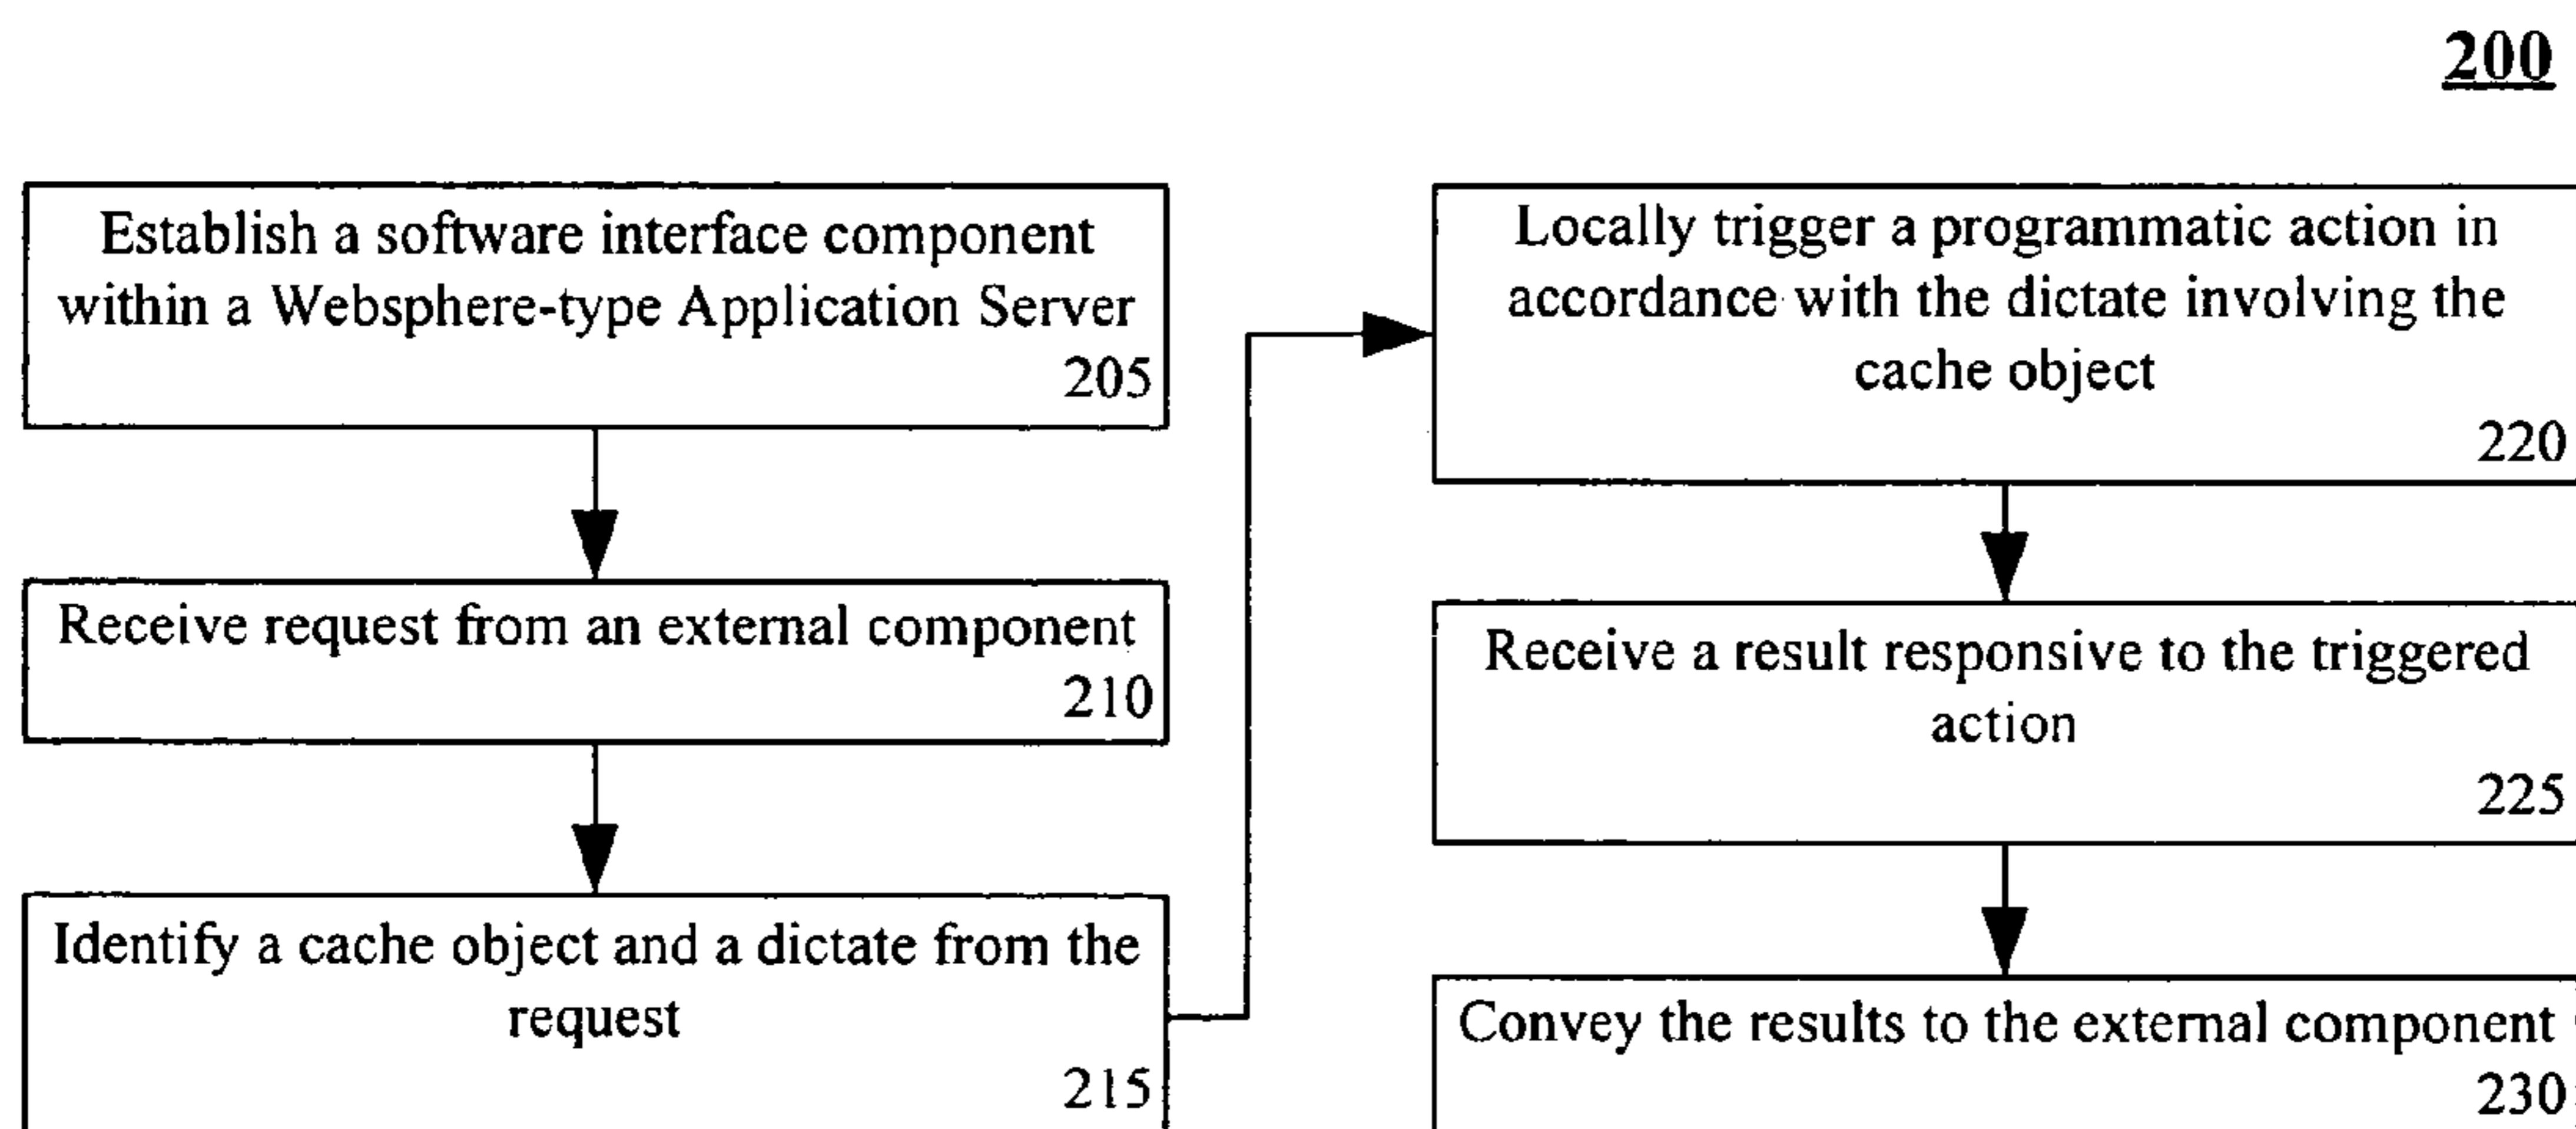 200
Establish a software interface component
within a Websphere-type Application Server
205
Receive request from an external component
210
Identify a cache object and a dictate from the
request
215
Locally trigger a programmatic action in
accordance with the dictate involving the
cache object
220
Receive a result responsive to the triggered
action
225
Convey the results to the external component
230